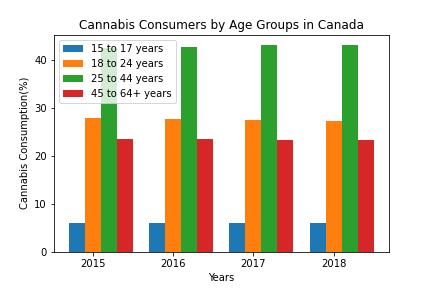 Cannabis Consumers by Age Groups in Canada
15 to 17 years
18 to 24 years
25 to 44 years
45 to 64+ years
Cannabis Consumption(%)
40
30
20
10
0
2015 2016 2017 2018
Years